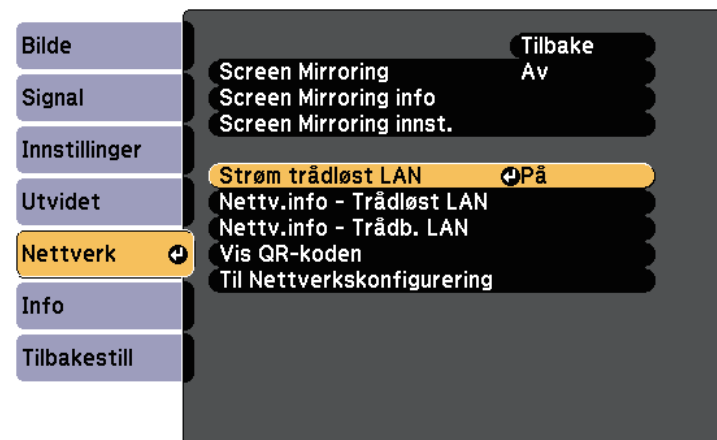 Bilde
Signal
Innstillinger
Utvidet
Nettverk
Info
Tilbakestill
Tilbake
Screen Mirroring Av
Screen Mirroring info
Screen Mirroring innst.
Strøm trådløst LAN På
Nettv.info - Trådløst LAN
Nettv.info - Trådb. LAN
Vis QR-koden
Til Nettverkskonfigurering